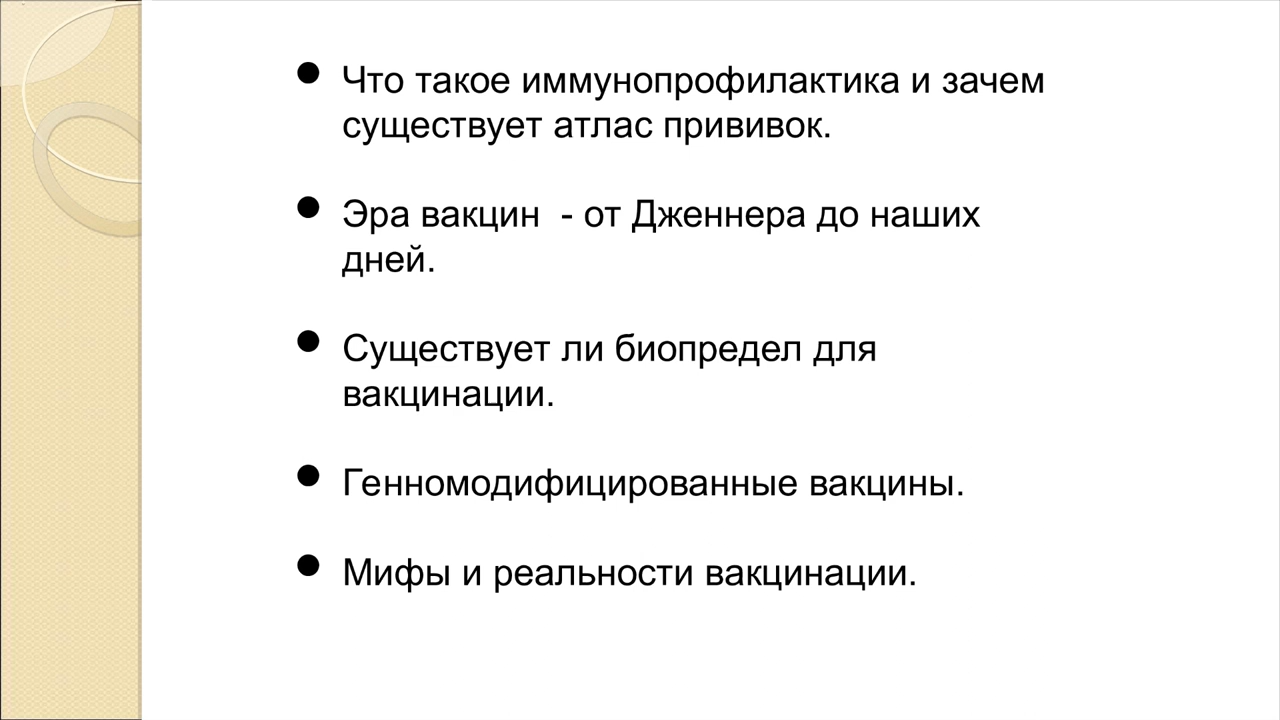 Что такое иммунопрофилактика и зачем
существует атлас прививок.
Эра вакцин  - от Дженнера до наших
дней.
Существует ли биопредел для
вакцинации.
Генномодифицированные вакцины.
Мифы и реальности вакцинации.